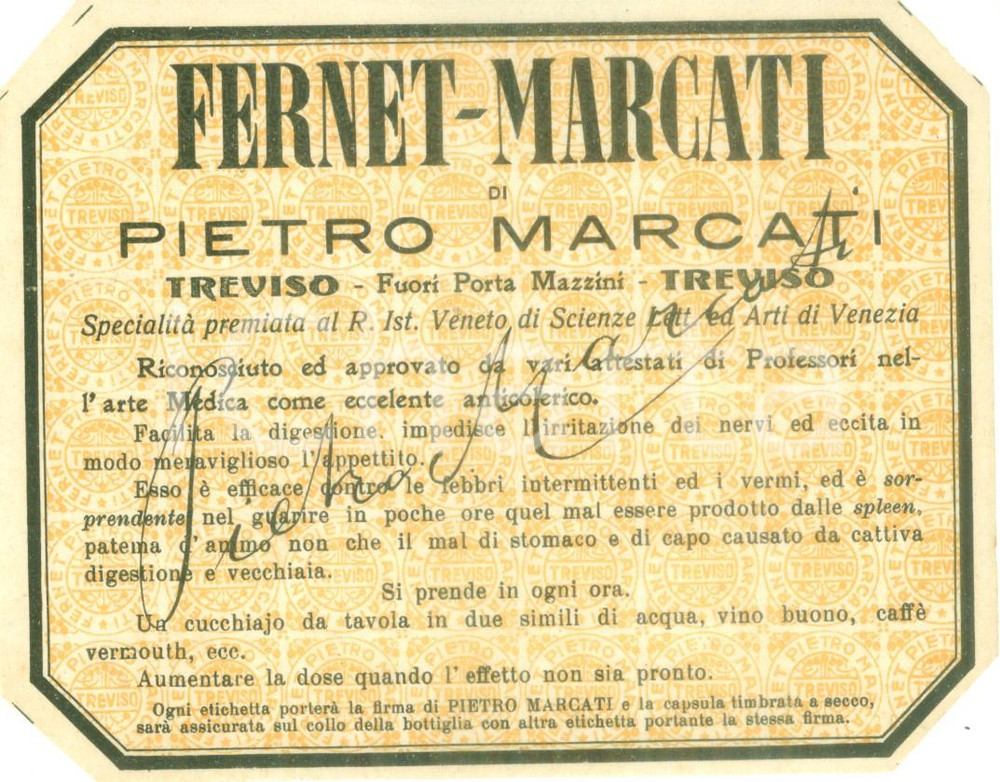 FERNET-MARCATI
DI
PIETRO MARCATI
TREVISO - Fuori Porta Mazzini - TREVISO
Specialità premiata al R. Ist. Veneto di Scienze Lett. ed Arti di Venezia
Riconosciuto ed approvato da vari attestati di Professori nel-
l'arte Medica come eccelente anticolerico.
Facilita la digestione. impedisce l'irritazione dei nervi ed eccita in
modo meraviglioso l'appettito.
Esso è efficace contro le febbri intermittenti ed i vermi, ed è sor-
prendente nel guarire in poche ore quel mal essere prodotto dalle spleen,
patema d'animo non che il mal di stomaco e di capo causato da cattiva
digestione e vecchiaia.
Si prende in ogni ora.
Un cucchiajo da tavola in due simili di acqua, vino buono, caffè
vermouth, ecc.
Aumentare la dose quando l'effetto non sia pronto.
Ogni etichetta porterà la firma di PIETRO MARCATI e la capsula timbrata a secco,
sarà assicurata sul collo della bottiglia con altra etichetta portante la stessa firma.
Pietro Marcati